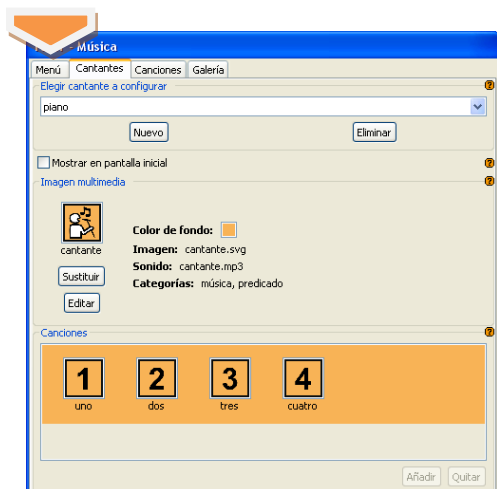 - Música
Menú Cantantes Canciones Galería
Elegir cantante a configurar
piano
Nuevo Eliminar
Mostrar en pantalla inicial
Imagen multimedia
cantante
Color de fondo:
Imagen: cantante.svg
Sonido: cantante.mp3
Categorías: música, predicado
Sustituir
Editar
Canciones
1 2 3 4
uno dos tres cuatro
Añadir Quitar